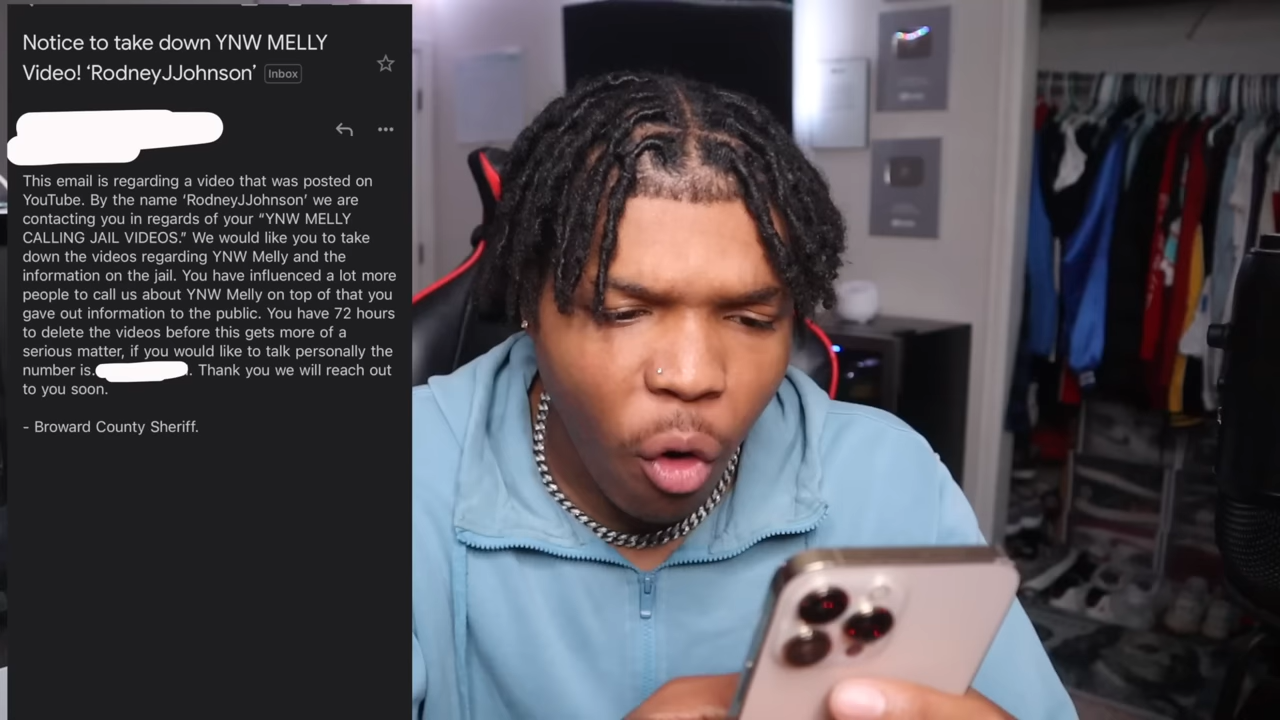 Notice to take down YNW MELLY
Video! ‘RodneyJJohnson’ Inbox
This email is regarding a video that was posted on
YouTube. By the name ‘RodneyJJohnson’ we are
contacting you in regards of your “YNW MELLY
CALLING JAIL VIDEOS.” We would like you to take
down the videos regarding YNW Melly and the
information on the jail. You have influenced a lot more
people to call us about YNW Melly on top of that you
gave out information to the public. You have 72 hours
to delete the videos before this gets more of a
serious matter, if you would like to talk personally the
number is. . Thank you we will reach out
to you soon.
- Broward County Sheriff.